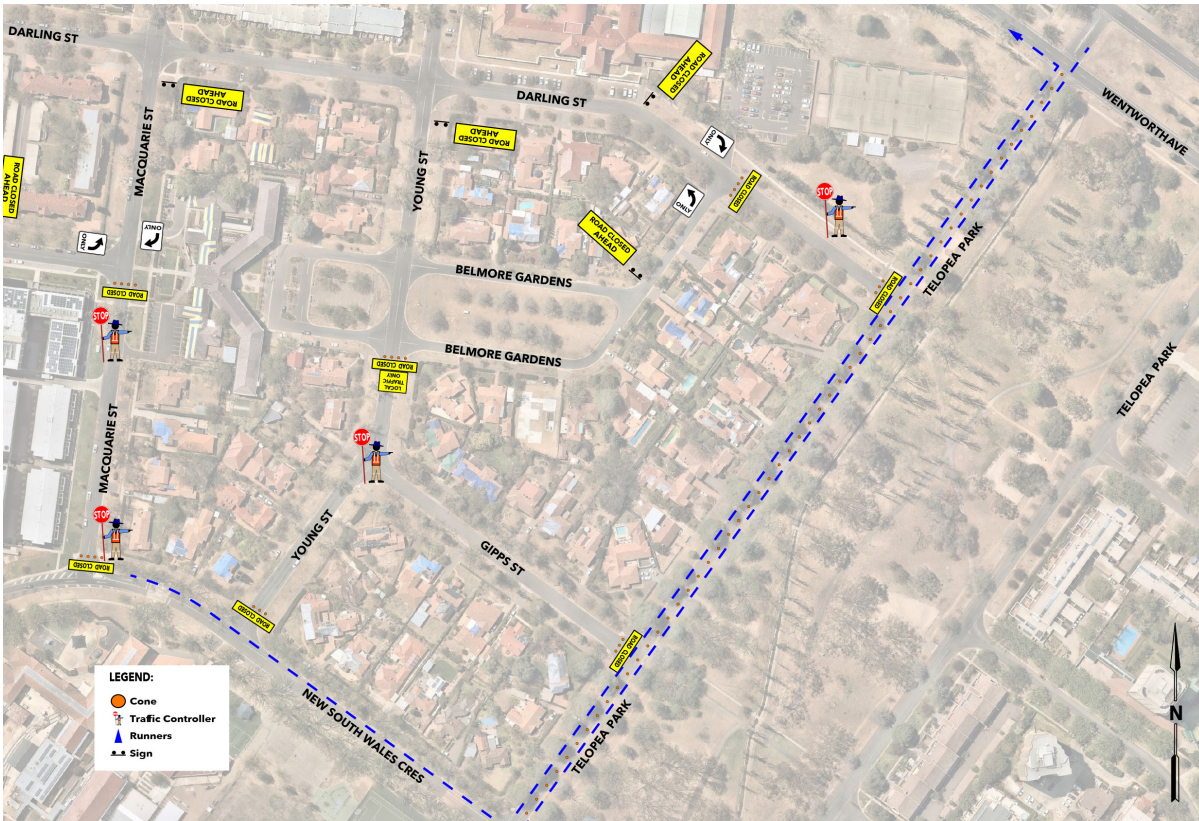 DARLING ST
MACQUARIE ST
ROAD CLOSED
AHEAD
ROAD CLOSED
AHEAD
YOUNG ST
ROAD CLOSED
AHEAD
DARLING ST
ROAD CLOSED
AHEAD
WENTWORTHAVE
ONLY
ONLY
ROAD CLOSED
STOP
ROAD CLOSED
AHEAD
ONLY
ONLY
BELMORE GARDENS
TELOPEA PARK
ROAD CLOSED
ROAD CLOSED
STOP
BELMORE GARDENS
ROAD CLOSED
LOCAL
TRAFFIC
ONLY
TELOPEA PARK
MACQUARIE ST
STOP
STOP
YOUNG ST
GIPPS ST
ROAD CLOSED
ROAD CLOSED
ROAD CLOSED
NEW SOUTH WALES CRES
TELOPEA PARK
LEGEND:
Cone
Traffic Controller
Runners
Sign
N